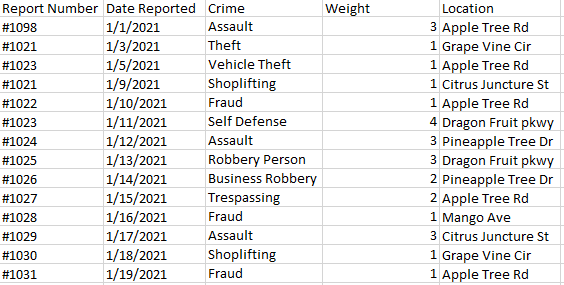 Report Number Date Reported Crime Weight Location
#1098 1/1/2021 Assault 3 Apple Tree Rd
#1021 1/3/2021 Theft 1 Grape Vine Cir
#1023 1/5/2021 Vehicle Theft 1 Apple Tree Rd
#1021 1/9/2021 Shoplifting 1 Citrus Juncture St
#1022 1/10/2021 Fraud 1 Apple Tree Rd
#1023 1/11/2021 Self Defense 4 Dragon Fruit pkwy
#1024 1/12/2021 Assault 3 Pineapple Tree Dr
#1025 1/13/2021 Robbery Person 3 Dragon Fruit pkwy
#1026 1/14/2021 Business Robbery 2 Pineapple Tree Dr
#1027 1/15/2021 Trespassing 2 Apple Tree Rd
#1028 1/16/2021 Fraud 1 Mango Ave
#1029 1/17/2021 Assault 3 Citrus Juncture St
#1030 1/18/2021 Shoplifting 1 Grape Vine Cir
#1031 1/19/2021 Fraud 1 Apple Tree Rd